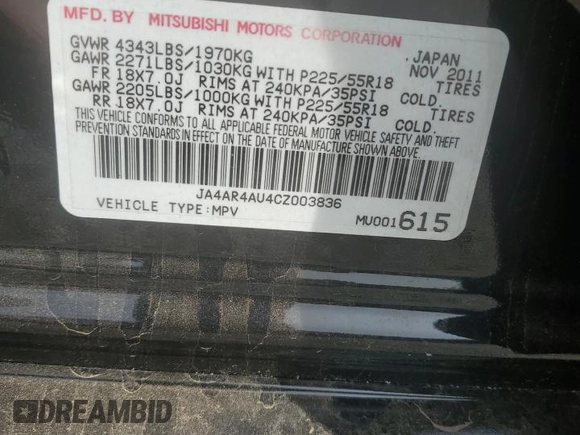 MFD. BY MITSUBISHI MOTORS CORPORATION
GVWR 4343LBS/1970KG JAPAN
GAWR 2271LBS/1030KG WITH P225/55R18 NOV 2011 TIRES
FR 18X7.0J RIMS AT 240KPA/35PSI COLD.
GAWR 2205LBS/1000KG WITH P225/55R18 TIRES
RR 18X7.0J RIMS AT 240KPA/35PSI COLD.
THIS VEHICLE CONFORMS TO ALL APPLICABLE FEDERAL MOTOR VEHICLE SAFETY AND THEFT
PREVENTION STANDARDS IN EFFECT ON THE DATE OF MANUFACTURE SHOWN ABOVE.
JA4AR4AU4CZ003836
VEHICLE TYPE:MPV MU001615
DREAMBID